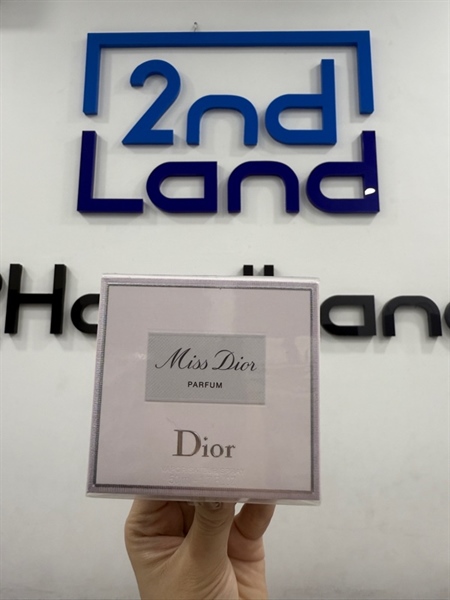 2nd
Land
Miss Dior
PARFUM
Dior